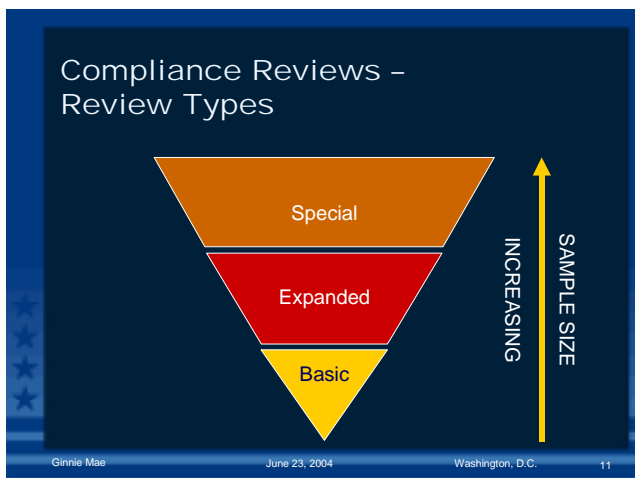 Compliance Reviews –
Review Types
Special
Expanded
Basic
INCREASING
SAMPLE SIZE
Ginnie Mae
June 23, 2004
Washington, D.C.
11